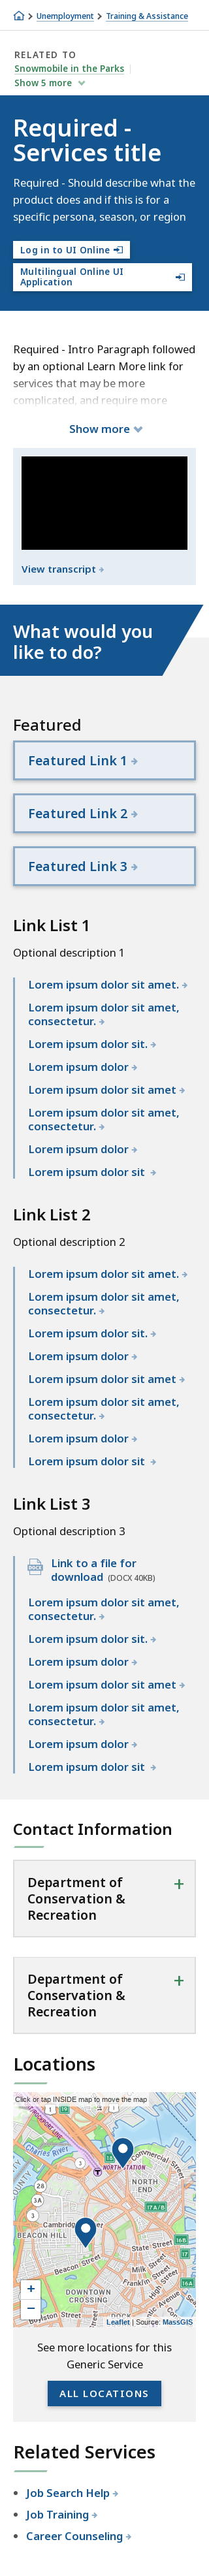 Unemployment Training & Assistance
RELATED TO
Snowmobile in the Parks
Show 5 more
Required -
Services title
Required - Should describe what the
product does and if this is for a
specific persona, season, or region
Log in to UI Online
Multilingual Online UI
Application
Required - Intro Paragraph followed
by an optional Learn More link for
services that may be more
complicated, and require more
Show more
View transcript
What would you
like to do?
Featured
Featured Link 1
Featured Link 2
Featured Link 3
Link List 1
Optional description 1
Lorem ipsum dolor sit amet.
Lorem ipsum dolor sit amet,
consectetur.
Lorem ipsum dolor sit.
Lorem ipsum dolor
Lorem ipsum dolor sit amet
Lorem ipsum dolor sit amet,
consectetur.
Lorem ipsum dolor
Lorem ipsum dolor sit
Link List 2
Optional description 2
Lorem ipsum dolor sit amet.
Lorem ipsum dolor sit amet,
consectetur.
Lorem ipsum dolor sit.
Lorem ipsum dolor
Lorem ipsum dolor sit amet
Lorem ipsum dolor sit amet,
consectetur.
Lorem ipsum dolor
Lorem ipsum dolor sit
Link List 3
Optional description 3
DOCX Link to a file for
download (DOCX 40KB)
Lorem ipsum dolor sit amet,
consectetur.
Lorem ipsum dolor sit.
Lorem ipsum dolor
Lorem ipsum dolor sit amet
Lorem ipsum dolor sit amet,
consectetur.
Lorem ipsum dolor
Lorem ipsum dolor sit
Contact Information
Department of
Conservation &
Recreation
+
Department of
Conservation &
Recreation
+
Locations
Click or tap INSIDE map to move the map
Charles River
NORTH STATION
3
T
NORTH
END
28
3A
3
17 A/B
Cambridge Street
BEACON HILL
Commercial Street
State Street
16B
17
16A
Beacon Street
Milk Street
Franklin Street
High Street
DOWNTOWN
CROSSING
+
−
Leaflet | Source: MassGIS
See more locations for this
Generic Service
ALL LOCATIONS
Related Services
Job Search Help
Job Training
Career Counseling